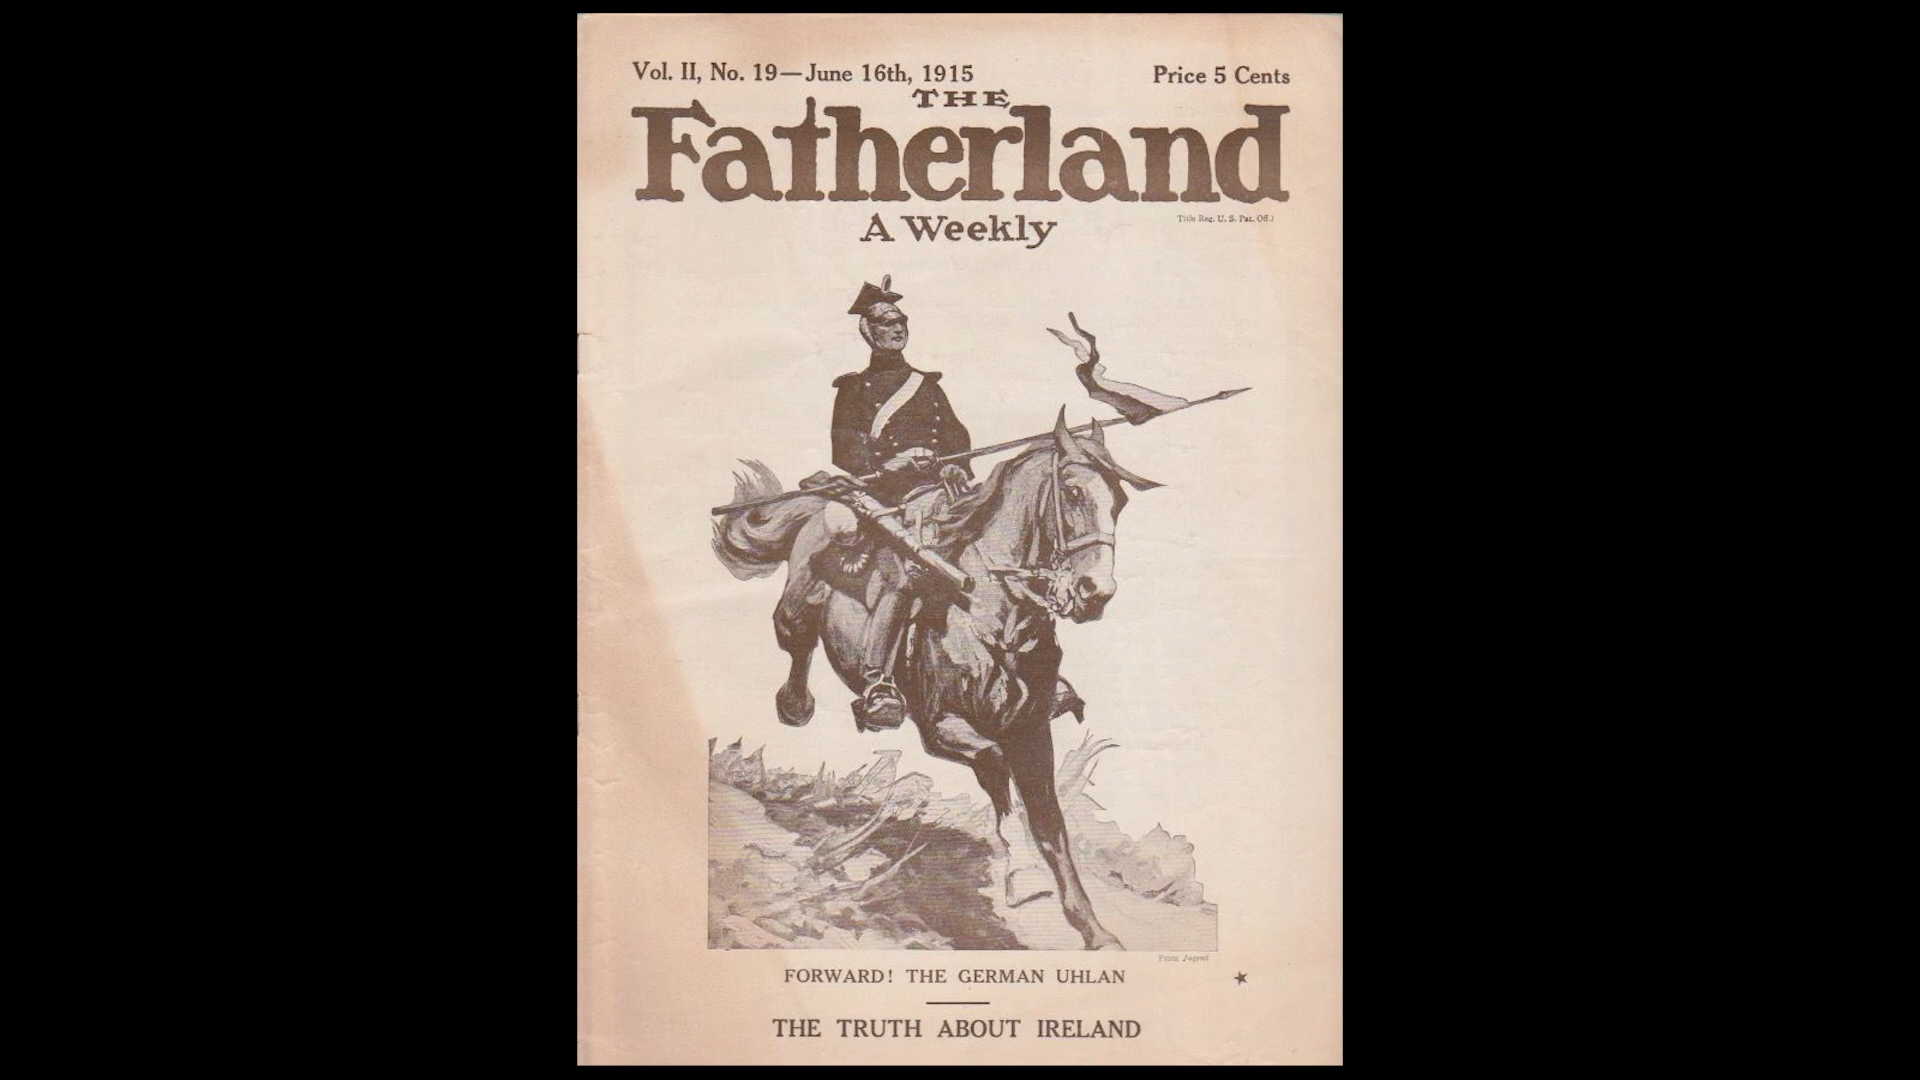 Vol. II, No. 19—June 16th, 1915
Price 5 Cents
THE
Fatherland
A Weekly
Title Reg. U. S. Pat. Off.)
From Jugend
FORWARD! THE GERMAN UHLAN
THE TRUTH ABOUT IRELAND